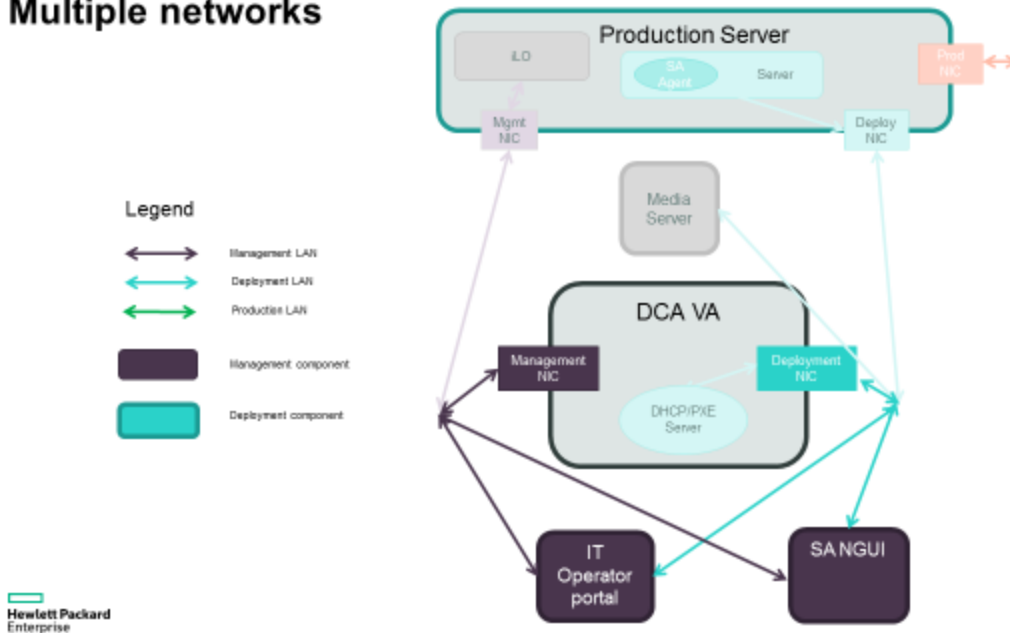 Multiple networks
Production Server
iLO
SA
Agent
Server
Prod
NIC
Mgmt
NIC
Deploy
NIC
Media
Server
Legend
Management LAN
Deployment LAN
Production LAN
Management component
Deployment component
DCA VA
Management
NIC
Deployment
NIC
DHCP/PXE
Server
IT
Operator
portal
SA NGUI
Hewlett Packard
Enterprise